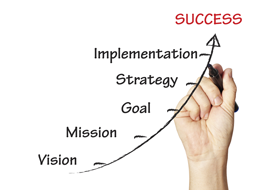 SUCCESS
Implementation
Strategy
Goal
Mission
Vision